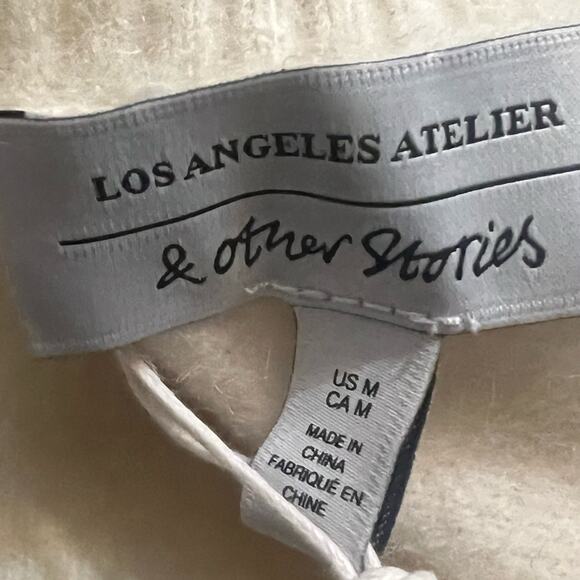 LOS ANGELES ATELIER
& other Stories
US M
CA M
MADE IN
CHINA
FABRIQUÉ EN
CHINE